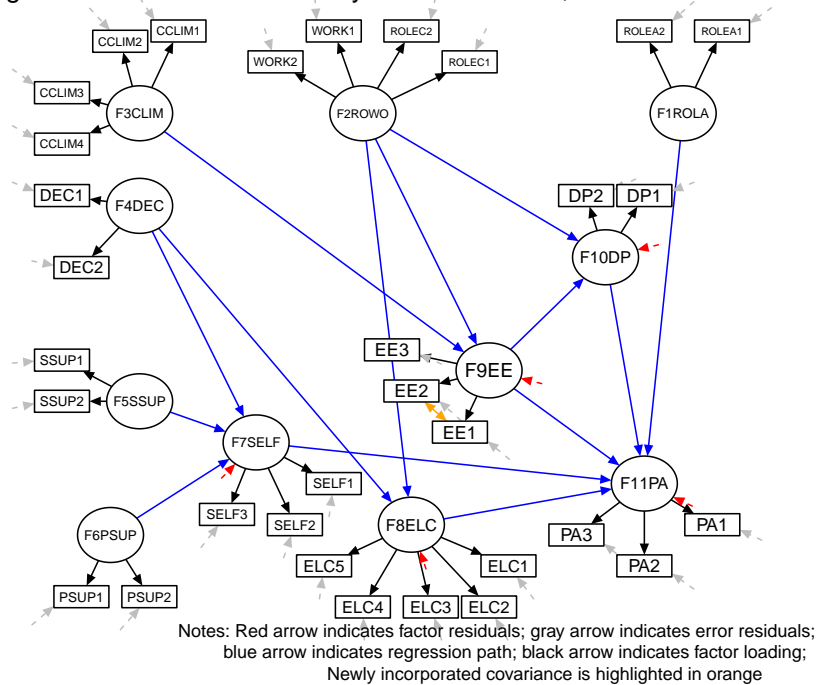 CCLIM2
CCLIM1
WORK1
ROLEC2
ROLEA2
ROLEA1
WORK2
ROLEC1
CCLIM3
F3CLIM
F2ROWO
F1ROLA
CCLIM4
DEC1
F4DEC
DP2
DP1
DEC2
F10DP
EE3
SSUP1
F9EE
EE2
SSUP2
F5SSUP
EE1
F7SELF
SELF1
F11PA
SELF3
SELF2
F8ELC
PA1
F6PSUP
PA3
ELC5
ELC1
PA2
PSUP1
PSUP2
ELC4
ELC3
ELC2
Notes: Red arrow indicates factor residuals; gray arrow indicates error residuals;
blue arrow indicates regression path; black arrow indicates factor loading;
Newly incorporated covariance is highlighted in orange